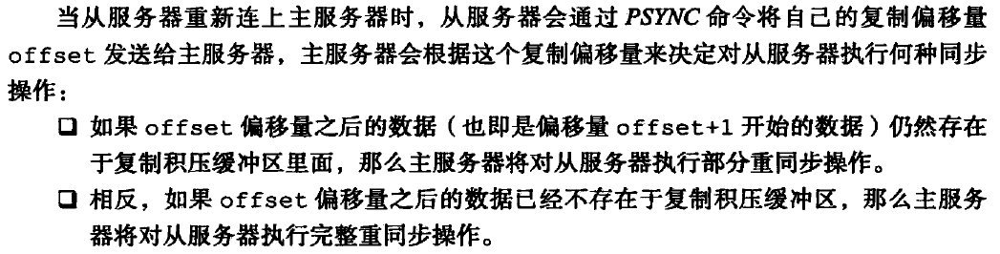 当从服务器重新连上主服务器时，从服务器会通过 PSYNC 命令将自己的复制偏移量
offset 发送给主服务器，主服务器会根据这个复制偏移量来决定对从服务器执行何种同步
操作：
❑ 如果 offset 偏移量之后的数据（也即是偏移量 offset+1 开始的数据）仍然存在
于复制积压缓冲区里面，那么主服务器将对从服务器执行部分重同步操作。
❑ 相反，如果 offset 偏移量之后的数据已经不存在于复制积压缓冲区，那么主服务
器将对从服务器执行完整重同步操作。